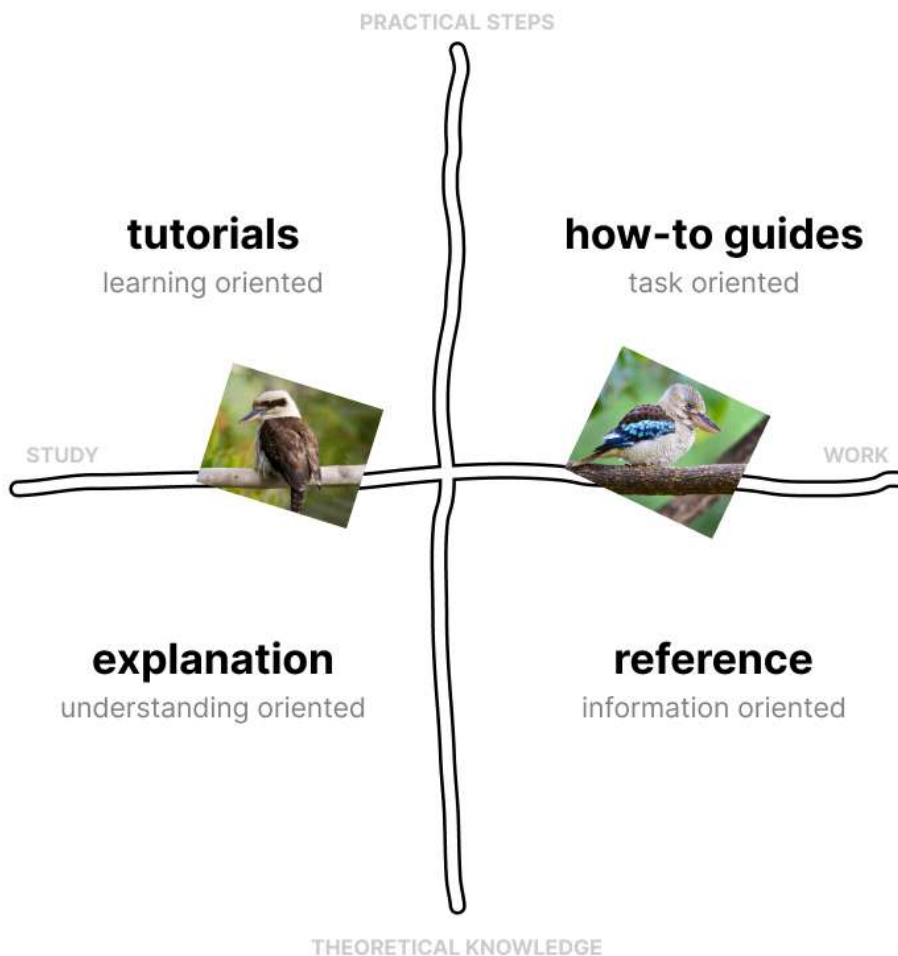 PRACTICAL STEPS
tutorials
learning oriented
how-to guides
task oriented
STUDY
WORK
explanation
understanding oriented
reference
information oriented
THEORETICAL KNOWLEDGE